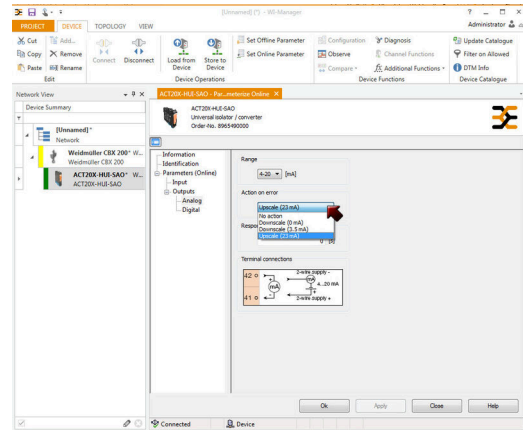 [Unnamed] (*) - WI-Manager
PROJECT DEVICE TOPOLOGY VIEW Administrator
Cut Add...
Copy Remove
Paste Rename
Edit
Connect Disconnect
Load from Device
Store to Device
Set Offline Parameter
Set Online Parameter
Device Operations
Configuration Diagnosis
Observe Channel Functions
Compare Additional Functions
Device Functions
Update Catalogue
Filter on Allowed
DTM Info
Device Catalogue
Network View
ACT20X-HUI-SAO - Par...meterize Online
Device Summary
[Unnamed]*
Network
Weidmüller CBX 200* W...
Weidmüller CBX 200
ACT20X-HUI-SAO* W...
ACT20X-HUI-SAO
ACT20X-HUI-SAO
Universal isolator / converter
Order-No. 8965490000
Information
Identification
Parameters (Online)
Input
Outputs
Analog
Digital
Range
4-20 [mA]
Action on error
Upscale (23 mA)
No action
Downscale (0 mA)
Downscale (3.5 mA)
Upscale (23 mA)
Respo
0 [s]
Terminal connections
42 2-wire supply -
mA mA 4...20 mA
41 2-wire supply +
Ok Apply Close Help
Connected Device